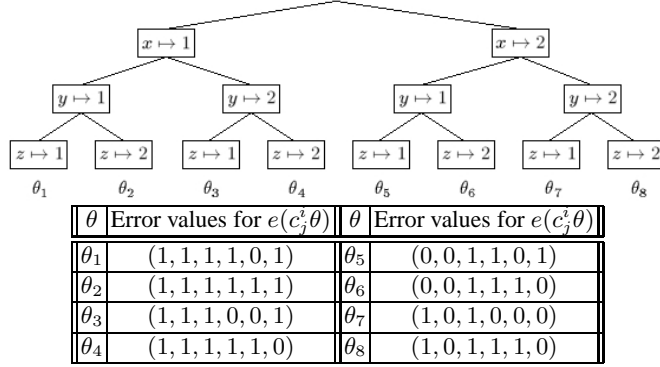 x ↦ 1 x ↦ 2
y ↦ 1 y ↦ 2 y ↦ 1 y ↦ 2
z ↦ 1 z ↦ 2 z ↦ 1 z ↦ 2 z ↦ 1 z ↦ 2 z ↦ 1 z ↦ 2
θ₁ θ₂ θ₃ θ₄ θ₅ θ₆ θ₇ θ₈
θ Error values for e(cⁱⱼθ) θ Error values for e(cⁱⱼθ)
θ₁ (1, 1, 1, 1, 0, 1) θ₅ (0, 0, 1, 1, 0, 1)
θ₂ (1, 1, 1, 1, 1, 1) θ₆ (0, 0, 1, 1, 1, 0)
θ₃ (1, 1, 1, 0, 0, 1) θ₇ (1, 0, 1, 0, 0, 0)
θ₄ (1, 1, 1, 1, 1, 0) θ₈ (1, 0, 1, 1, 1, 0)